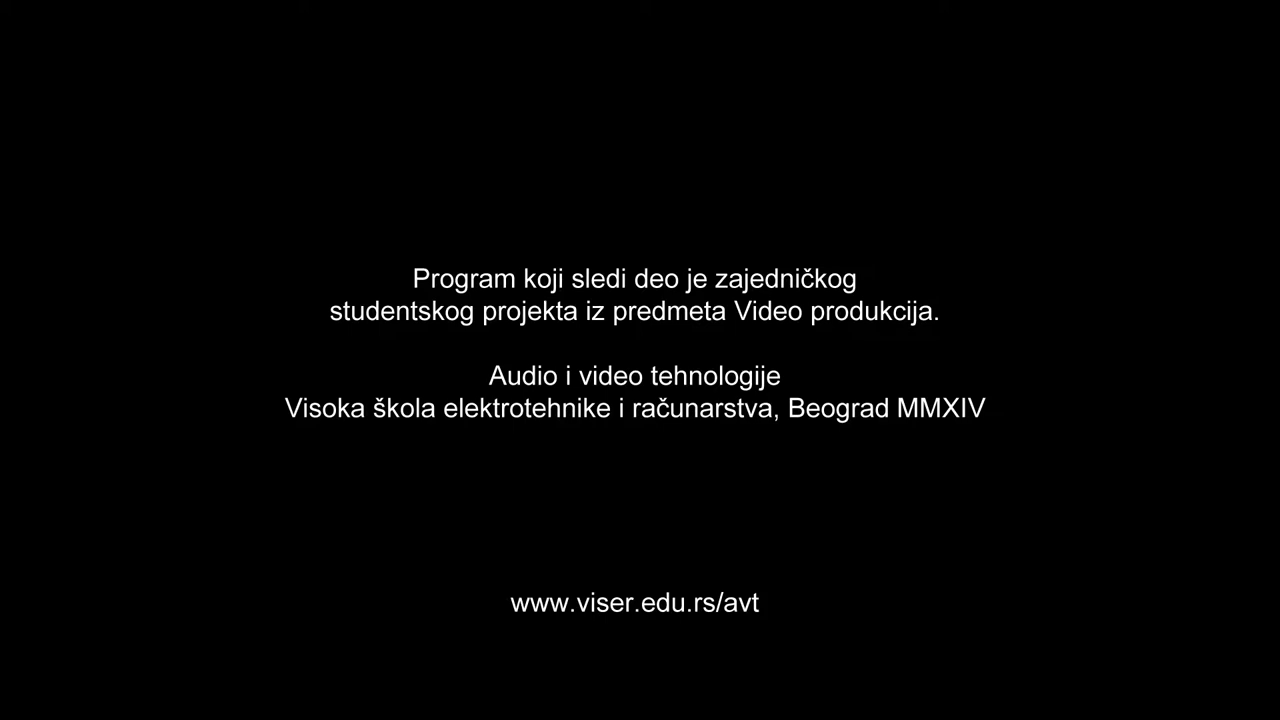 Program koji sledi deo je zajedničkog
studentskog projekta iz predmeta Video produkcija.
Audio i video tehnologije
Visoka škola elektrotehnike i računarstva, Beograd MMXIV
www.viser.edu.rs/avt